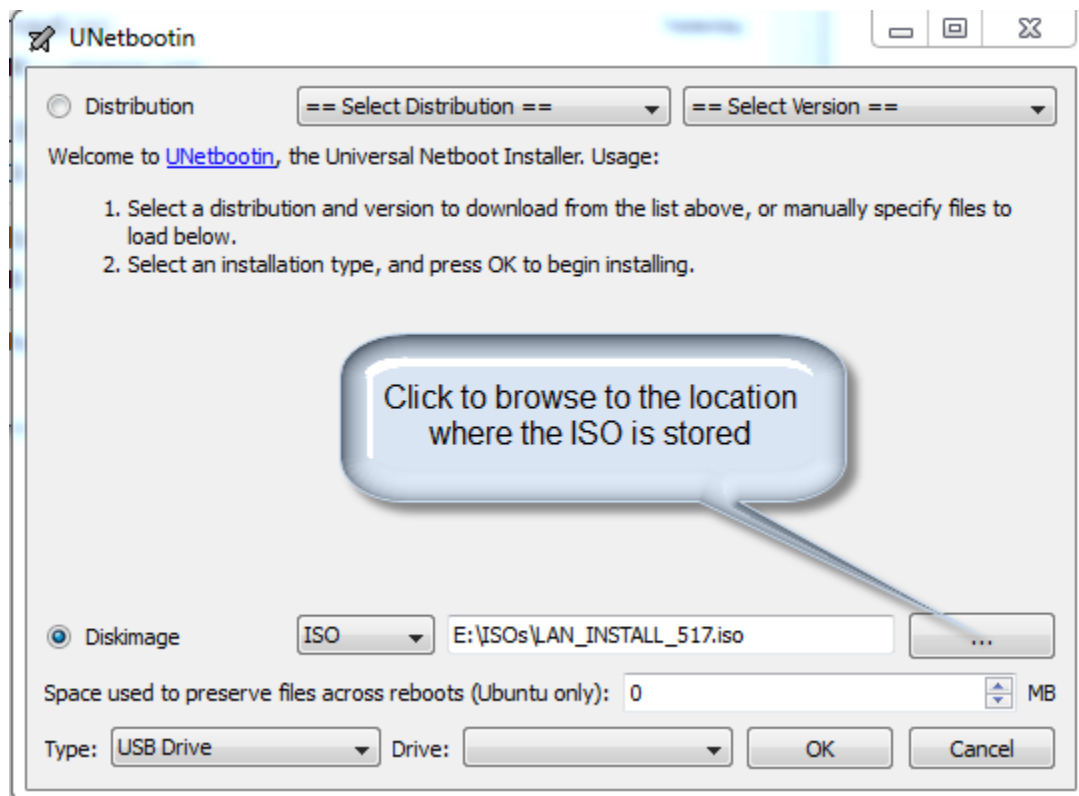 UNetbootin
Distribution == Select Distribution == == Select Version ==
Welcome to UNetbootin, the Universal Netboot Installer. Usage:
1. Select a distribution and version to download from the list above, or manually specify files to
load below.
2. Select an installation type, and press OK to begin installing.
Click to browse to the location
where the ISO is stored
Diskimage ISO E:\ISOs\LAN_INSTALL_517.iso ...
Space used to preserve files across reboots (Ubuntu only): 0 MB
Type: USB Drive Drive: OK Cancel